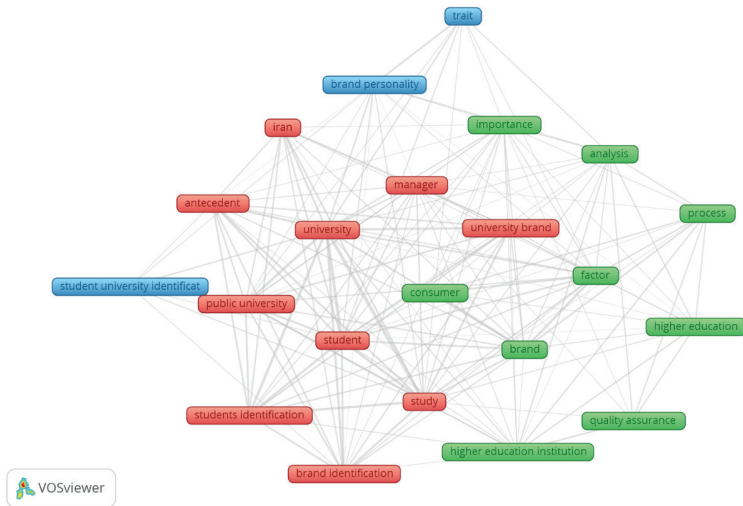 trait
brand personality
iran
importance
analysis
manager
antecedent
process
university
university brand
factor
student university identificat
consumer
public university
higher education
student
brand
study
students identification
quality assurance
higher education institution
brand identification
VOSviewer